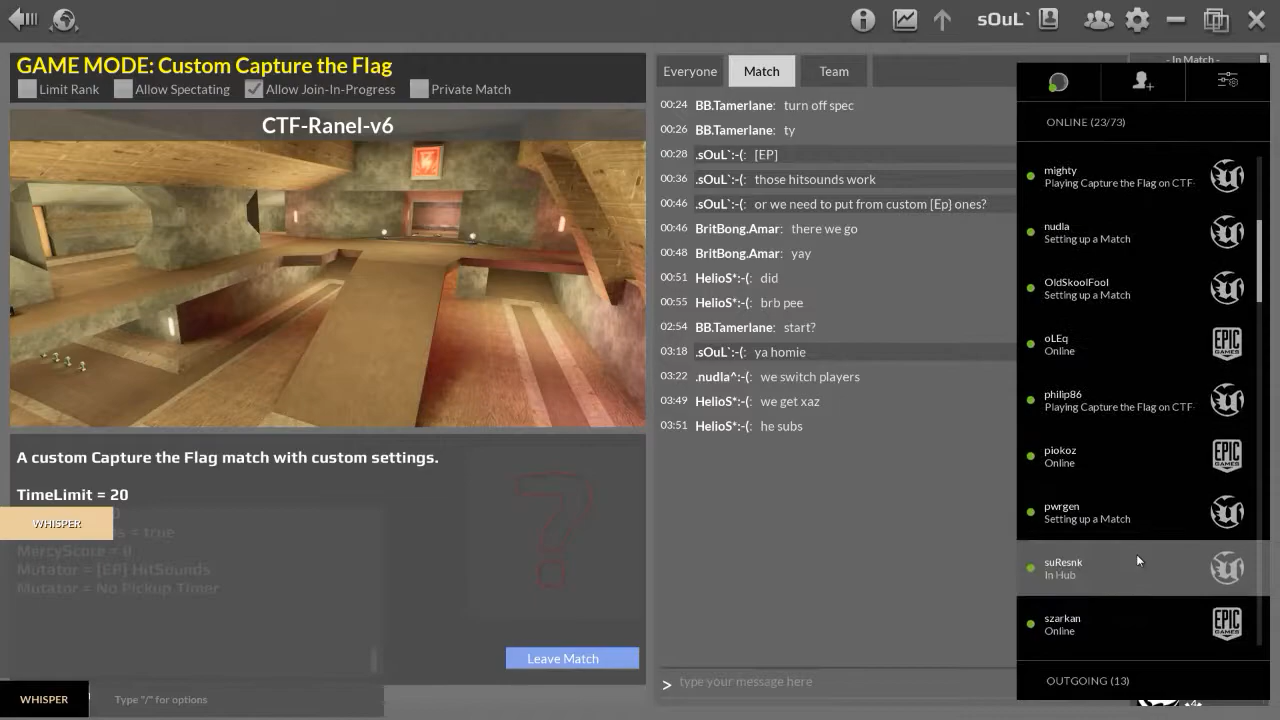 sOuL`
GAME MODE: Custom Capture the Flag
Limit Rank
Allow Spectating
Allow Join-In-Progress
Private Match
CTF-Ranel-v6
A custom Capture the Flag match with custom settings.
TimeLimit = 20
= true
MercyScore = 0
Mutator = [EP] HitSounds
Mutator = No Pickup Timer
WHISPER
Leave Match
WHISPER
Type "/" for options
Everyone
Match
Team
00:24 BB.Tamerlane: turn off spec
00:26 BB.Tamerlane: ty
00:28 .sOuL`:-(: [EP]
00:36 .sOuL`:-(: those hitsounds work
00:46 .sOuL`:-(: or we need to put from custom [Ep] ones?
00:46 BritBong.Amar: there we go
00:48 BritBong.Amar: yay
00:51 HelioS*:-(: did
00:55 HelioS*:-(: brb pee
02:54 BB.Tamerlane: start?
03:18 .sOuL`:-(: ya homie
03:22 .nudla^:-(: we switch players
03:49 HelioS*:-(: we get xaz
03:51 HelioS*:-(: he subs
> type your message here
- In Match -
ONLINE (23/73)
mighty
Playing Capture the Flag on CTF-
nudla
Setting up a Match
OldSkoolFool
Setting up a Match
oLEq
Online
EPIC GAMES
philip86
Playing Capture the Flag on CTF-
piokoz
Online
EPIC GAMES
pwrgen
Setting up a Match
suResnk
In Hub
szarkan
Online
EPIC GAMES
OUTGOING (13)